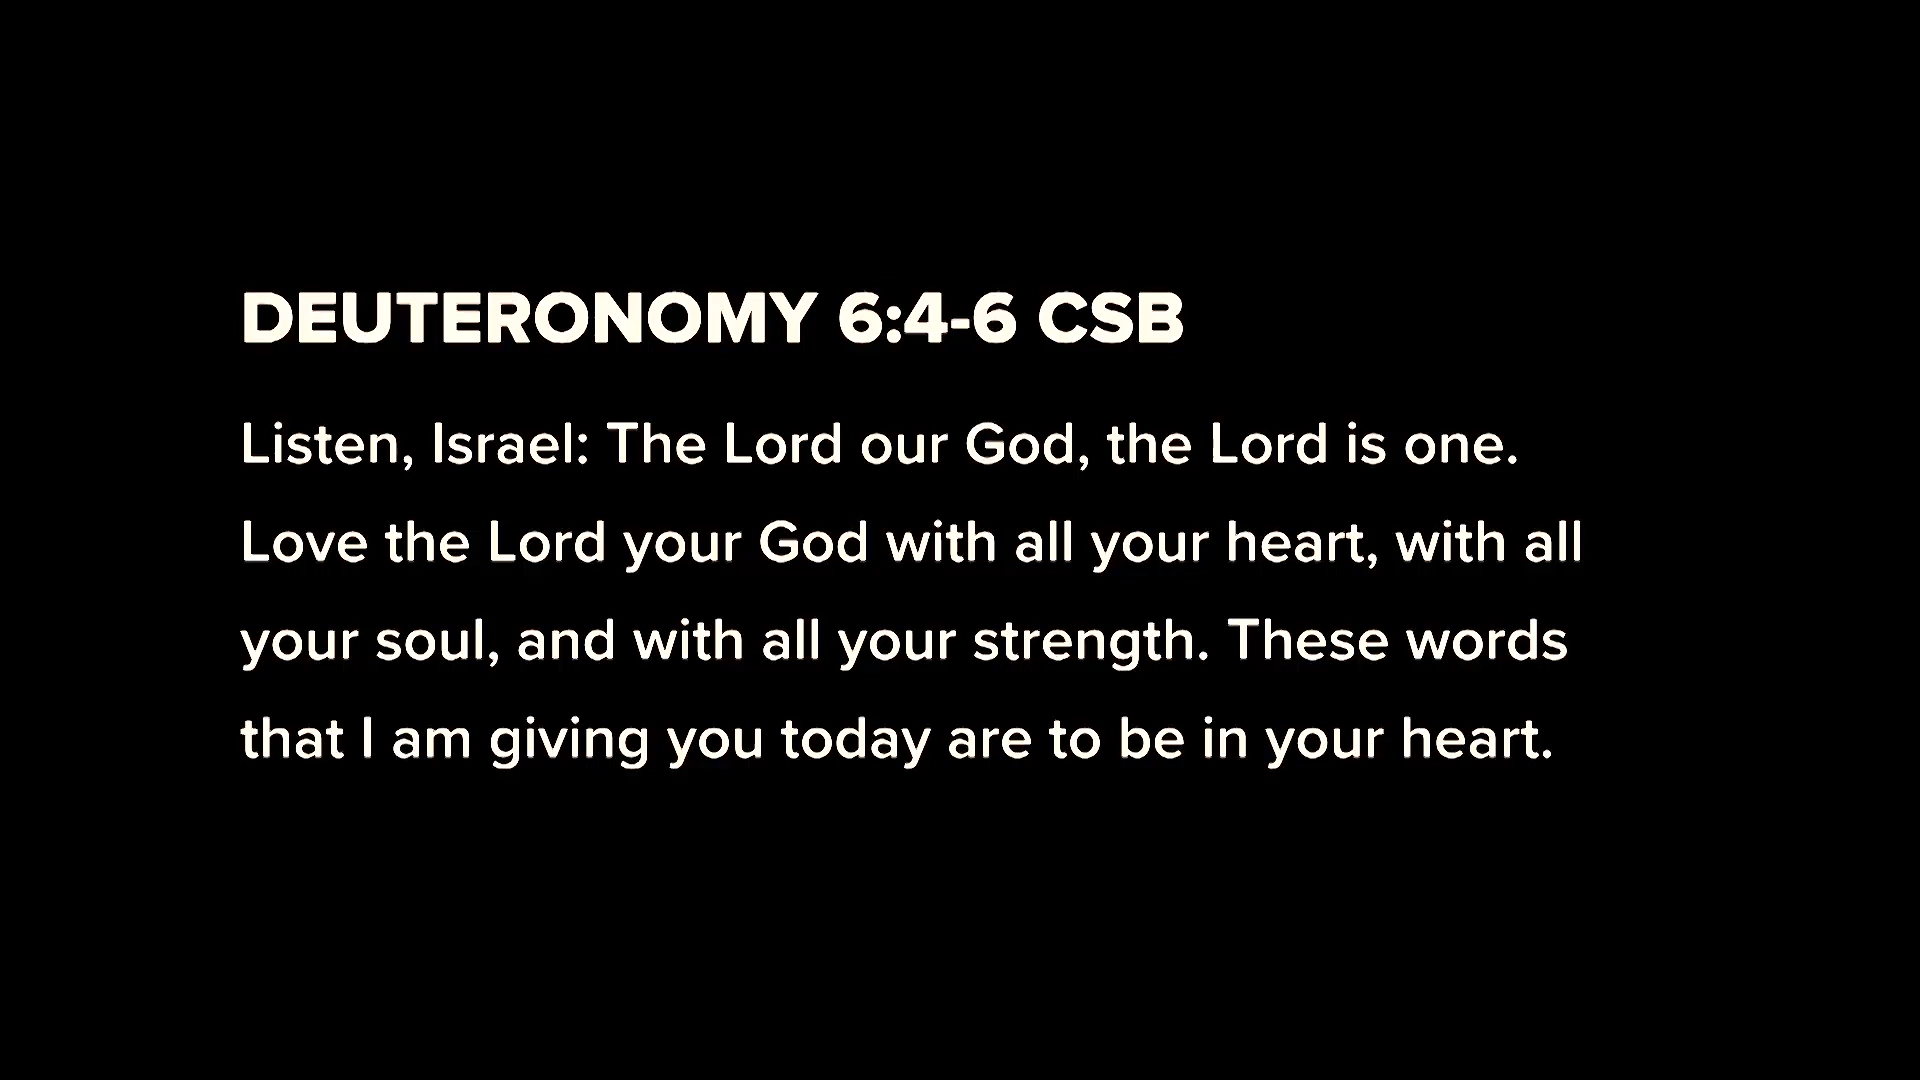 DEUTERONOMY 6:4-6 CSB
Listen, Israel: The Lord our God, the Lord is one.
Love the Lord your God with all your heart, with all
your soul, and with all your strength. These words
that I am giving you today are to be in your heart.